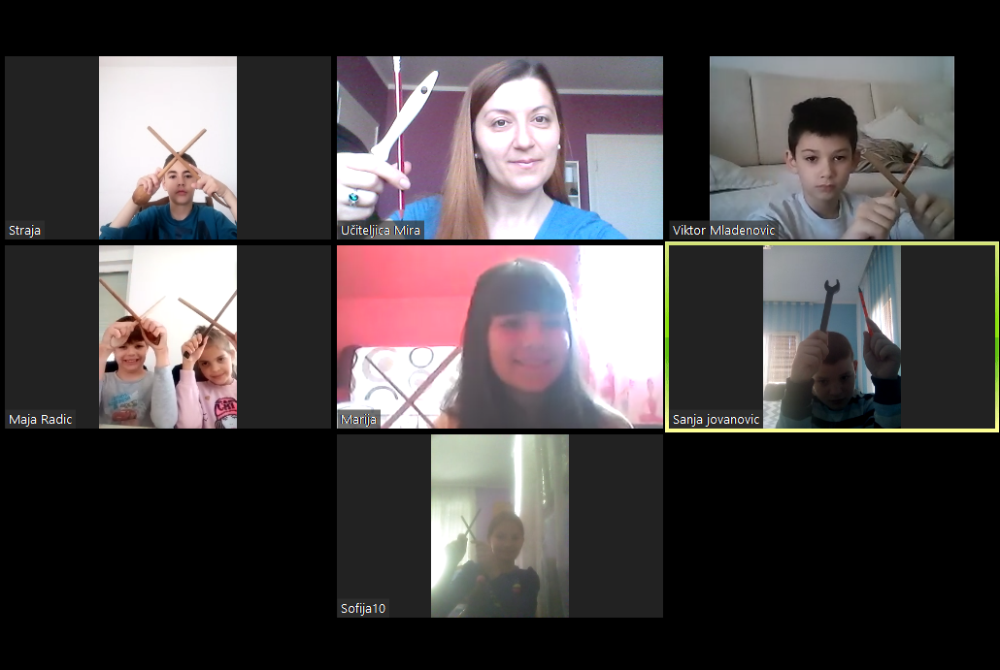 Straja
Učiteljica Mira
Viktor Mladenovic
Maja Radic
Marija
Sanja jovanovic
Sofija10